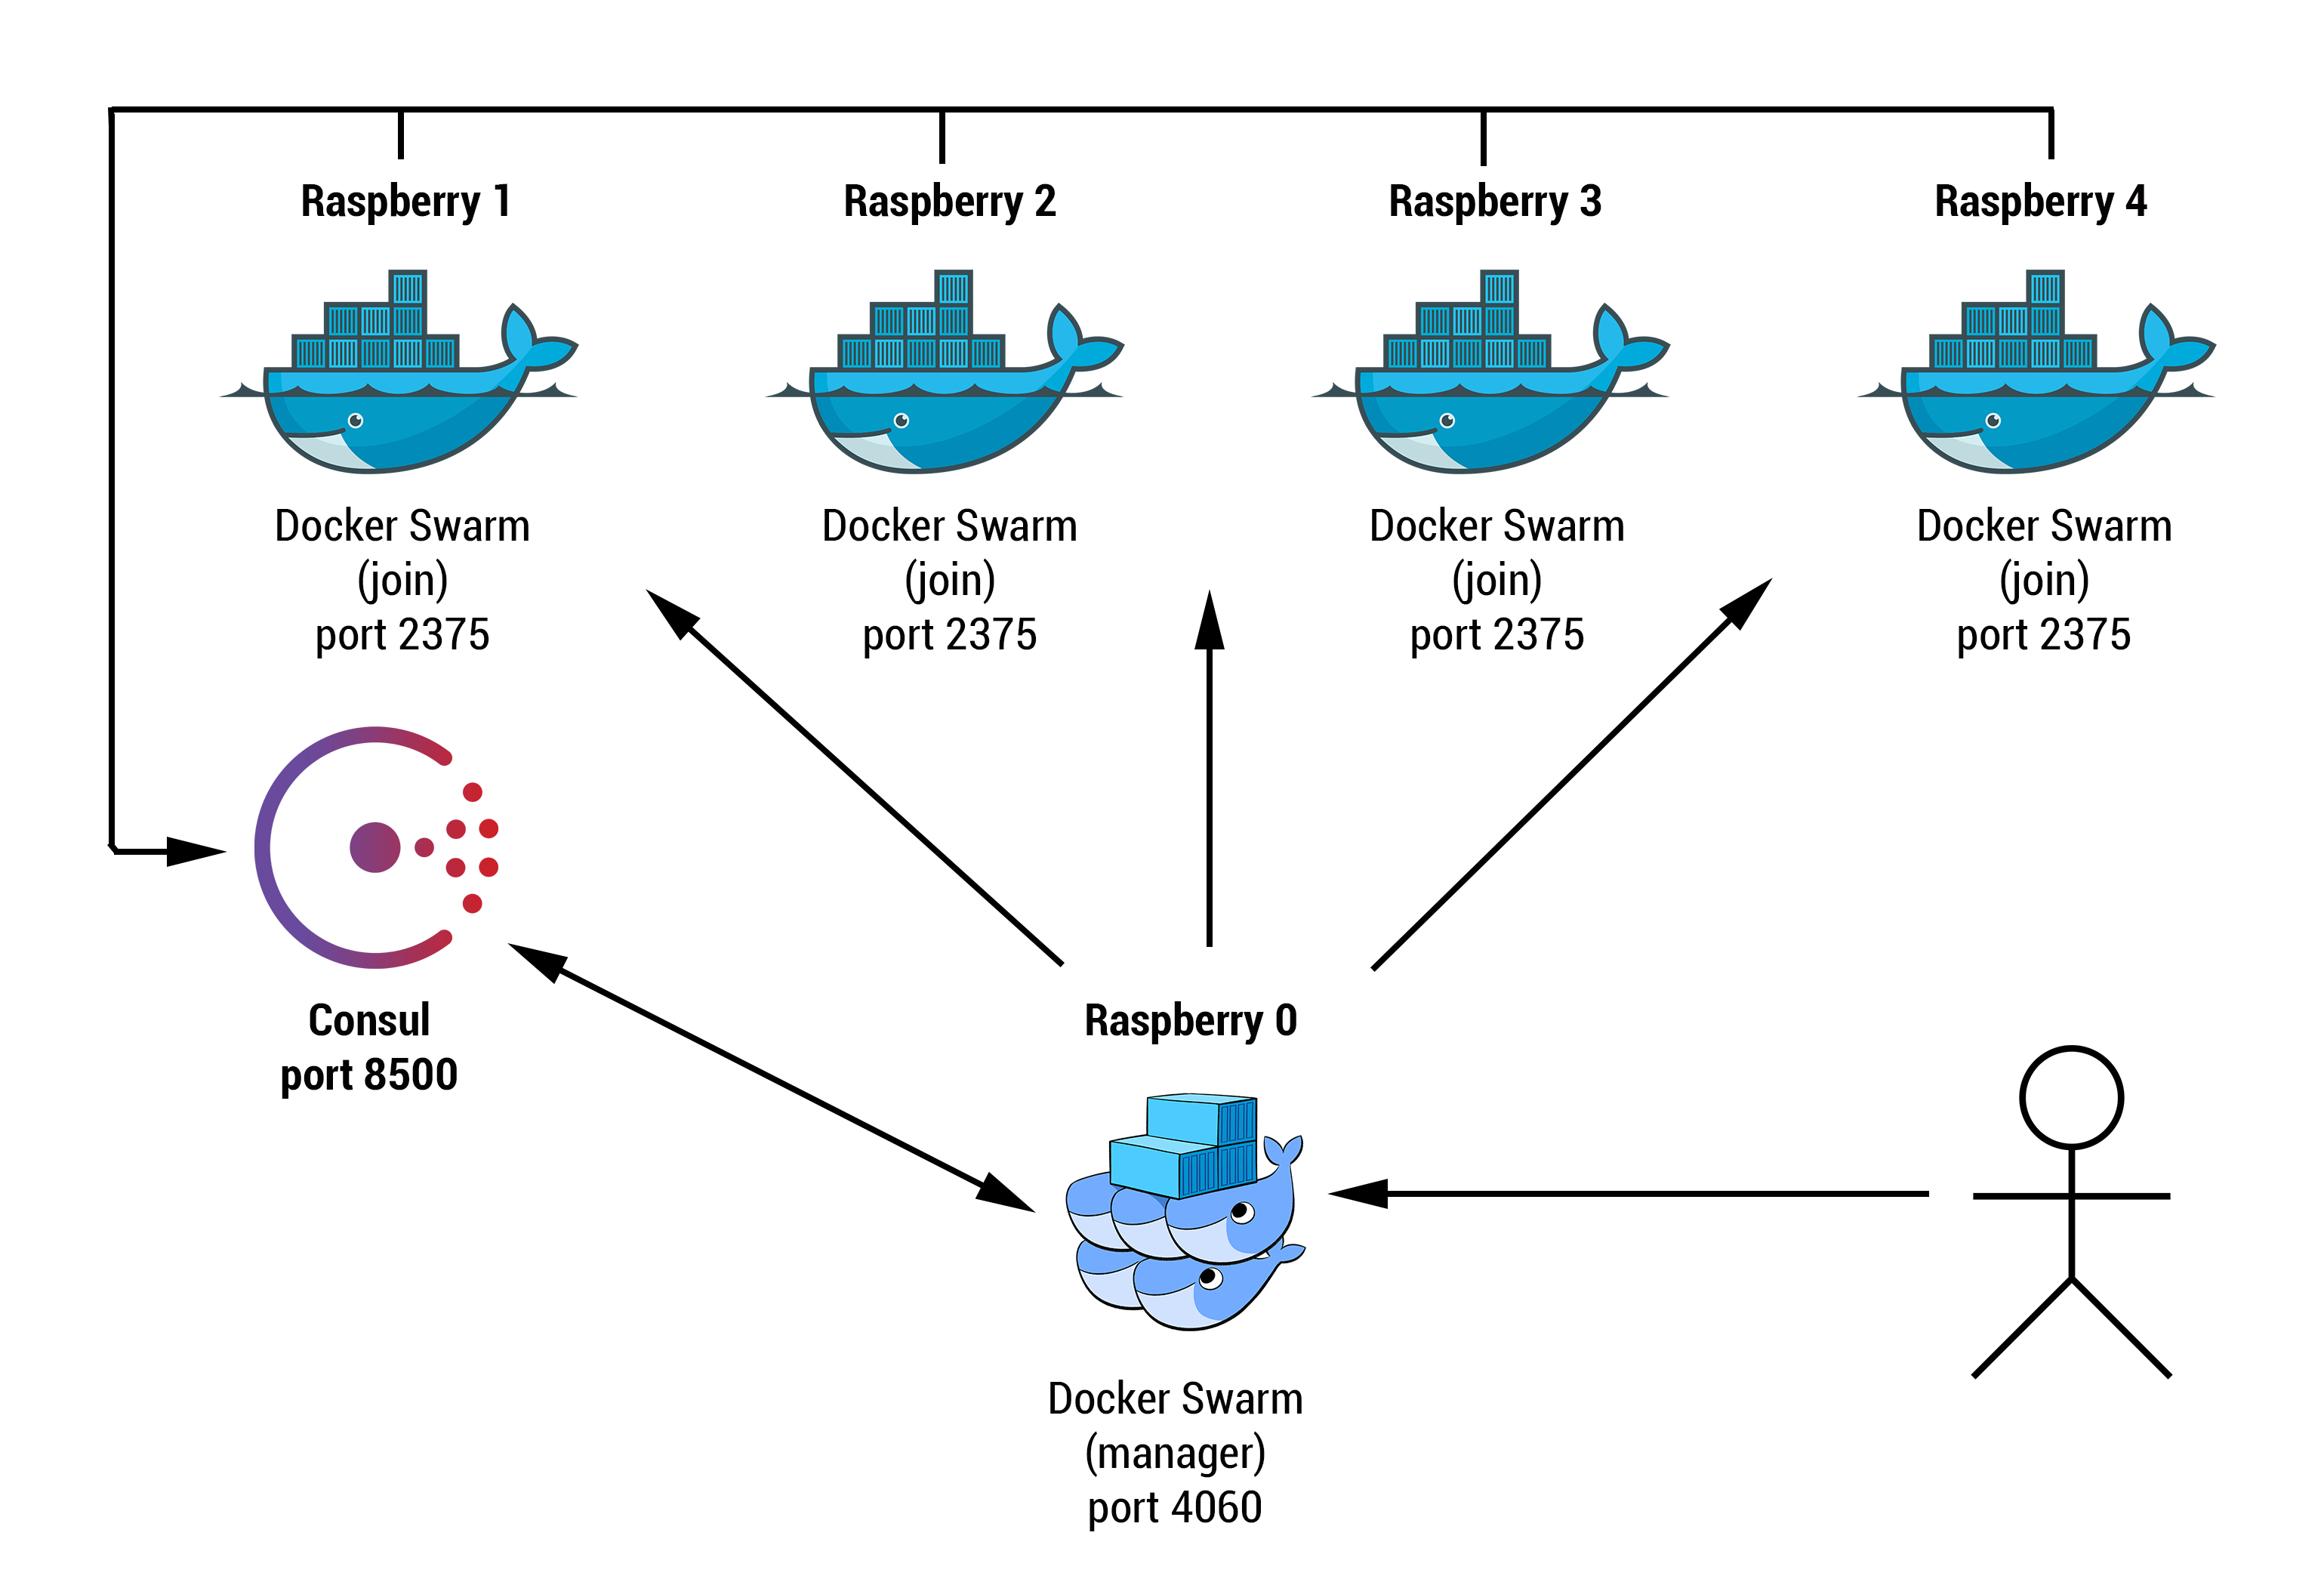 Raspberry 1
Raspberry 2
Raspberry 3
Raspberry 4
Docker Swarm
(join)
port 2375
Docker Swarm
(join)
port 2375
Docker Swarm
(join)
port 2375
Docker Swarm
(join)
port 2375
Consul
port 8500
Raspberry 0
Docker Swarm
(manager)
port 4060